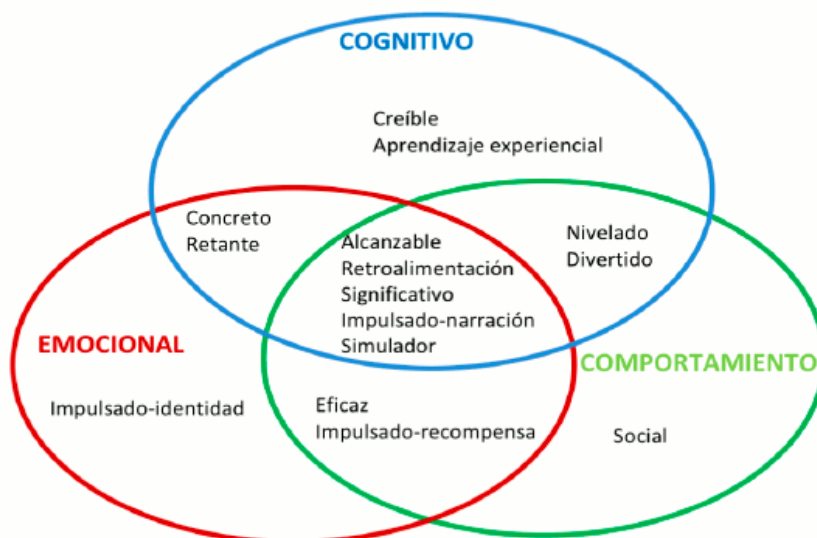 COGNITIVO
Creíble
Aprendizaje experiencial
Concreto
Retante
Alcanzable
Retroalimentación
Significativo
Impulsado-narración
Simulador
Nivelado
Divertido
EMOCIONAL
COMPORTAMIENTO
Impulsado-identidad
Eficaz
Impulsado-recompensa
Social